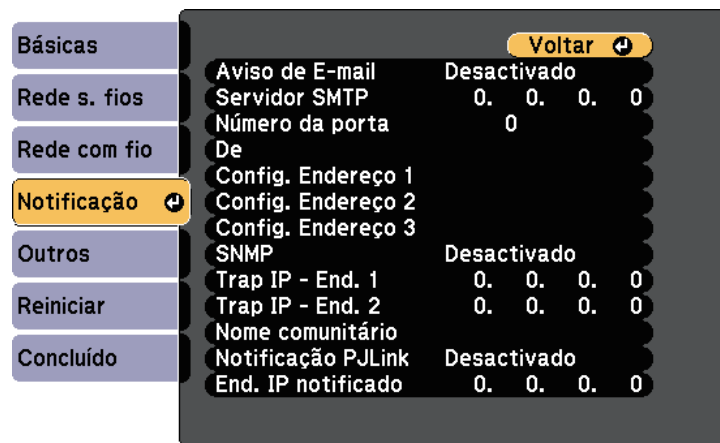 Básicas
Rede s. fios
Rede com fio
Notificação
Outros
Reiniciar
Concluído
Voltar
Aviso de E-mail Desactivado
Servidor SMTP 0. 0. 0. 0
Número da porta 0
De
Config. Endereço 1
Config. Endereço 2
Config. Endereço 3
SNMP Desactivado
Trap IP - End. 1 0. 0. 0. 0
Trap IP - End. 2 0. 0. 0. 0
Nome comunitário
Notificação PJLink Desactivado
End. IP notificado 0. 0. 0. 0